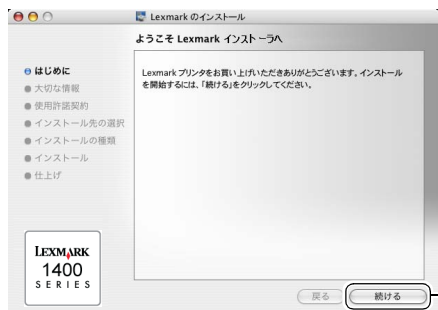 Lexmark のインストール
ようこそ Lexmark インストーラへ
はじめに
大切な情報
使用許諾契約
インストール先の選択
インストールの種類
インストール
仕上げ
Lexmark プリンタをお買い上げいただきありがとうございます。インストール
を開始するには、「続ける」をクリックしてください。
LEXMARK
1400
SERIES
戻る
続ける